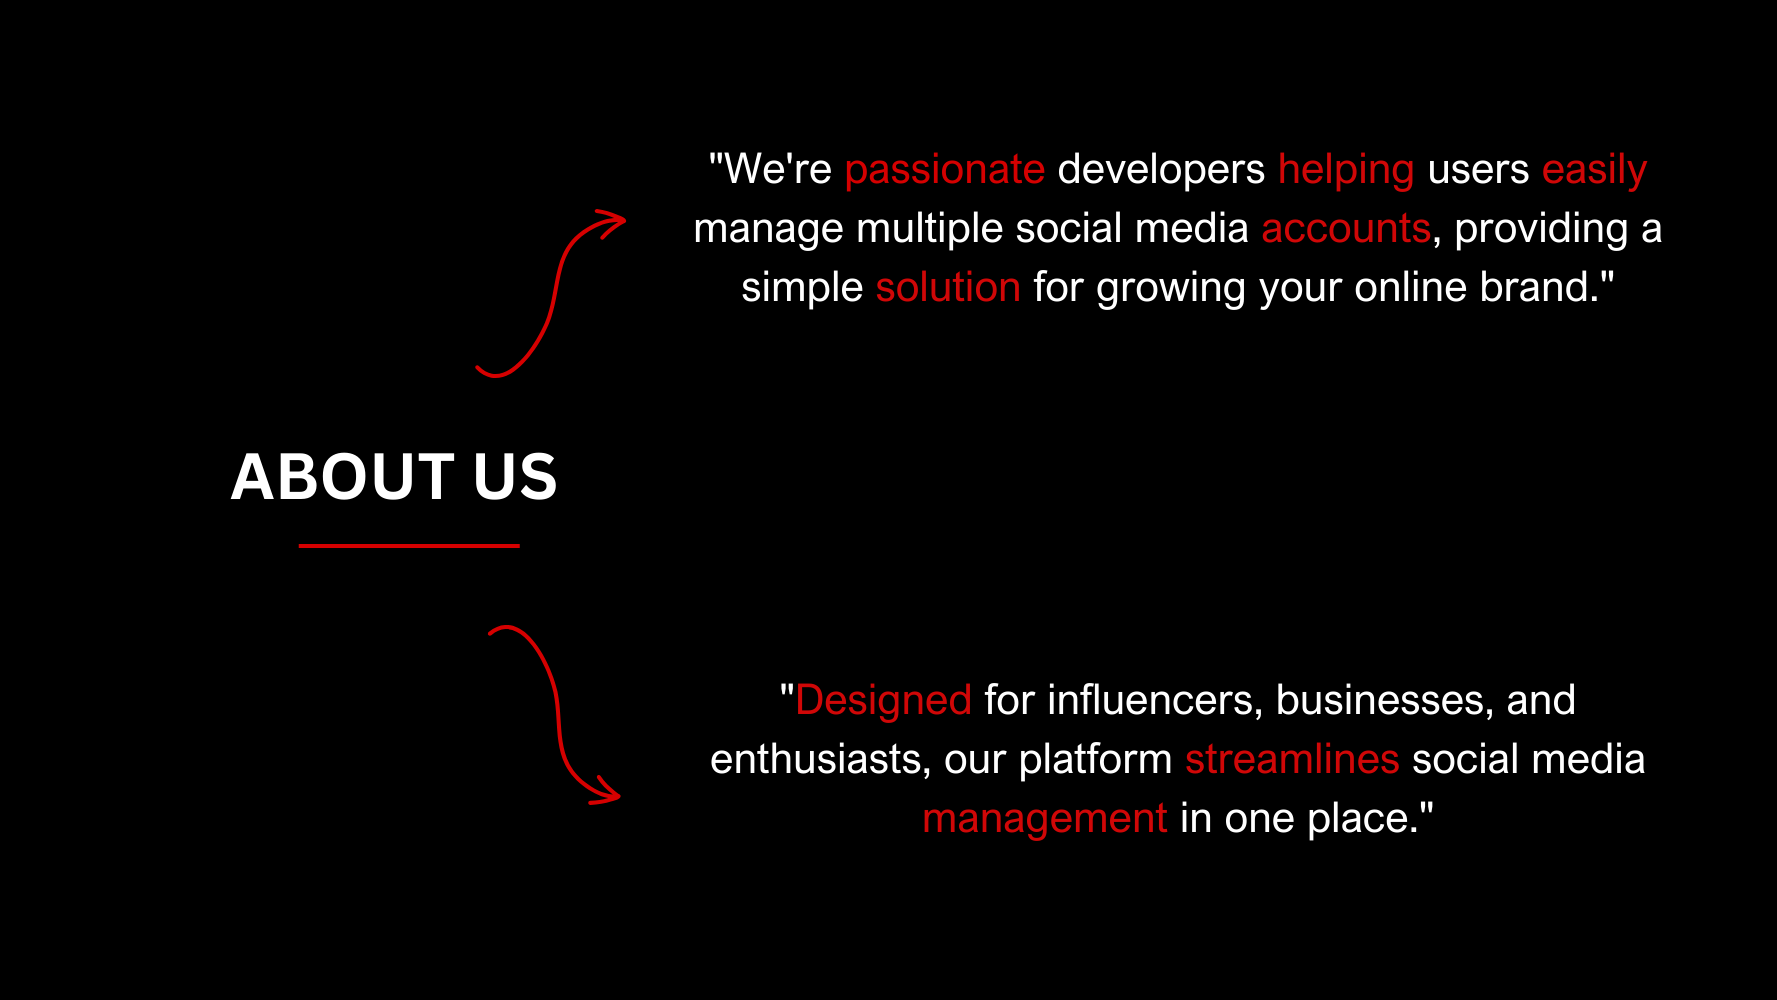 "We're passionate developers helping users easily
manage multiple social media accounts, providing a
simple solution for growing your online brand."
ABOUT US
"Designed for influencers, businesses, and
enthusiasts, our platform streamlines social media
management in one place."